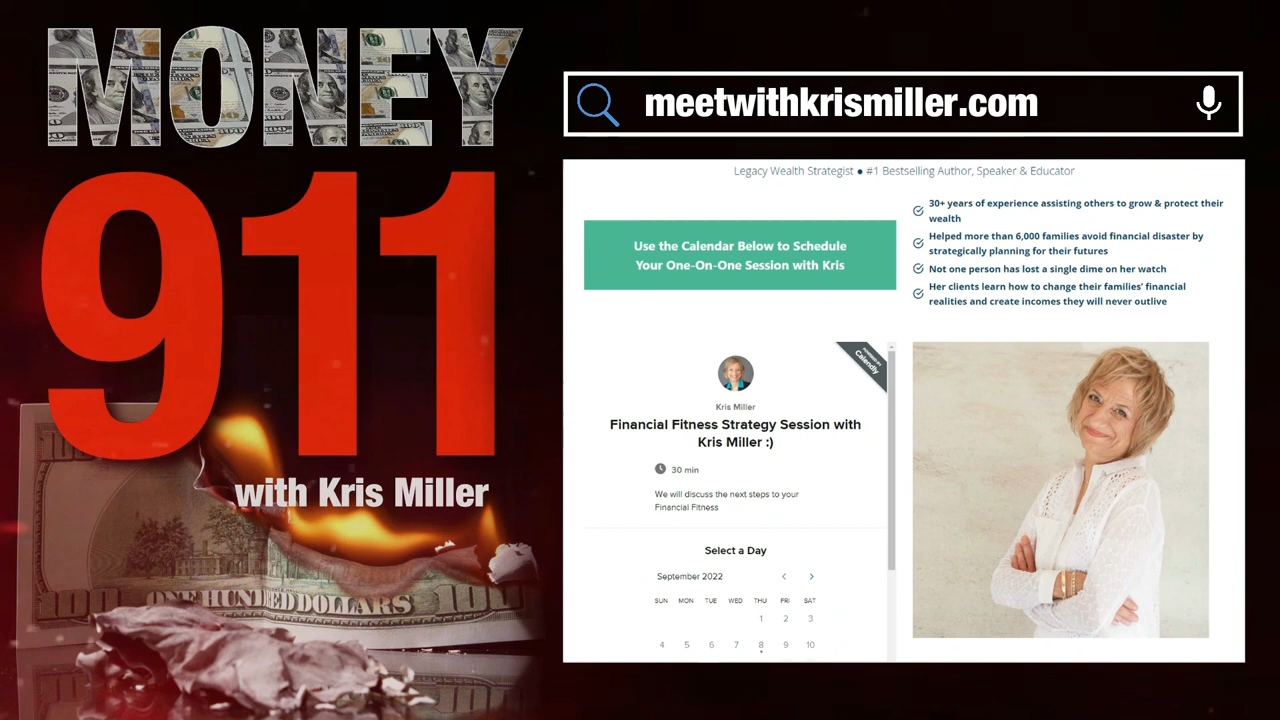 MONEY
911
with Kris Miller
100
100
ONE HUNDRED DOLLARS
100
meetwithkrismiller.com
Legacy Wealth Strategist ● #1 Bestselling Author, Speaker & Educator
Use the Calendar Below to Schedule
Your One-On-One Session with Kris
30+ years of experience assisting others to grow & protect their
wealth
Helped more than 6,000 families avoid financial disaster by
strategically planning for their futures
Not one person has lost a single dime on her watch
Her clients learn how to change their families' financial
realities and create incomes they will never outlive
POWERED BY
Calendly
Kris Miller
Financial Fitness Strategy Session with
Kris Miller :)
30 min
We will discuss the next steps to your
Financial Fitness
Select a Day
September 2022
SUN MON TUE WED THU FRI SAT
1 2 3
4 5 6 7 8 9 10